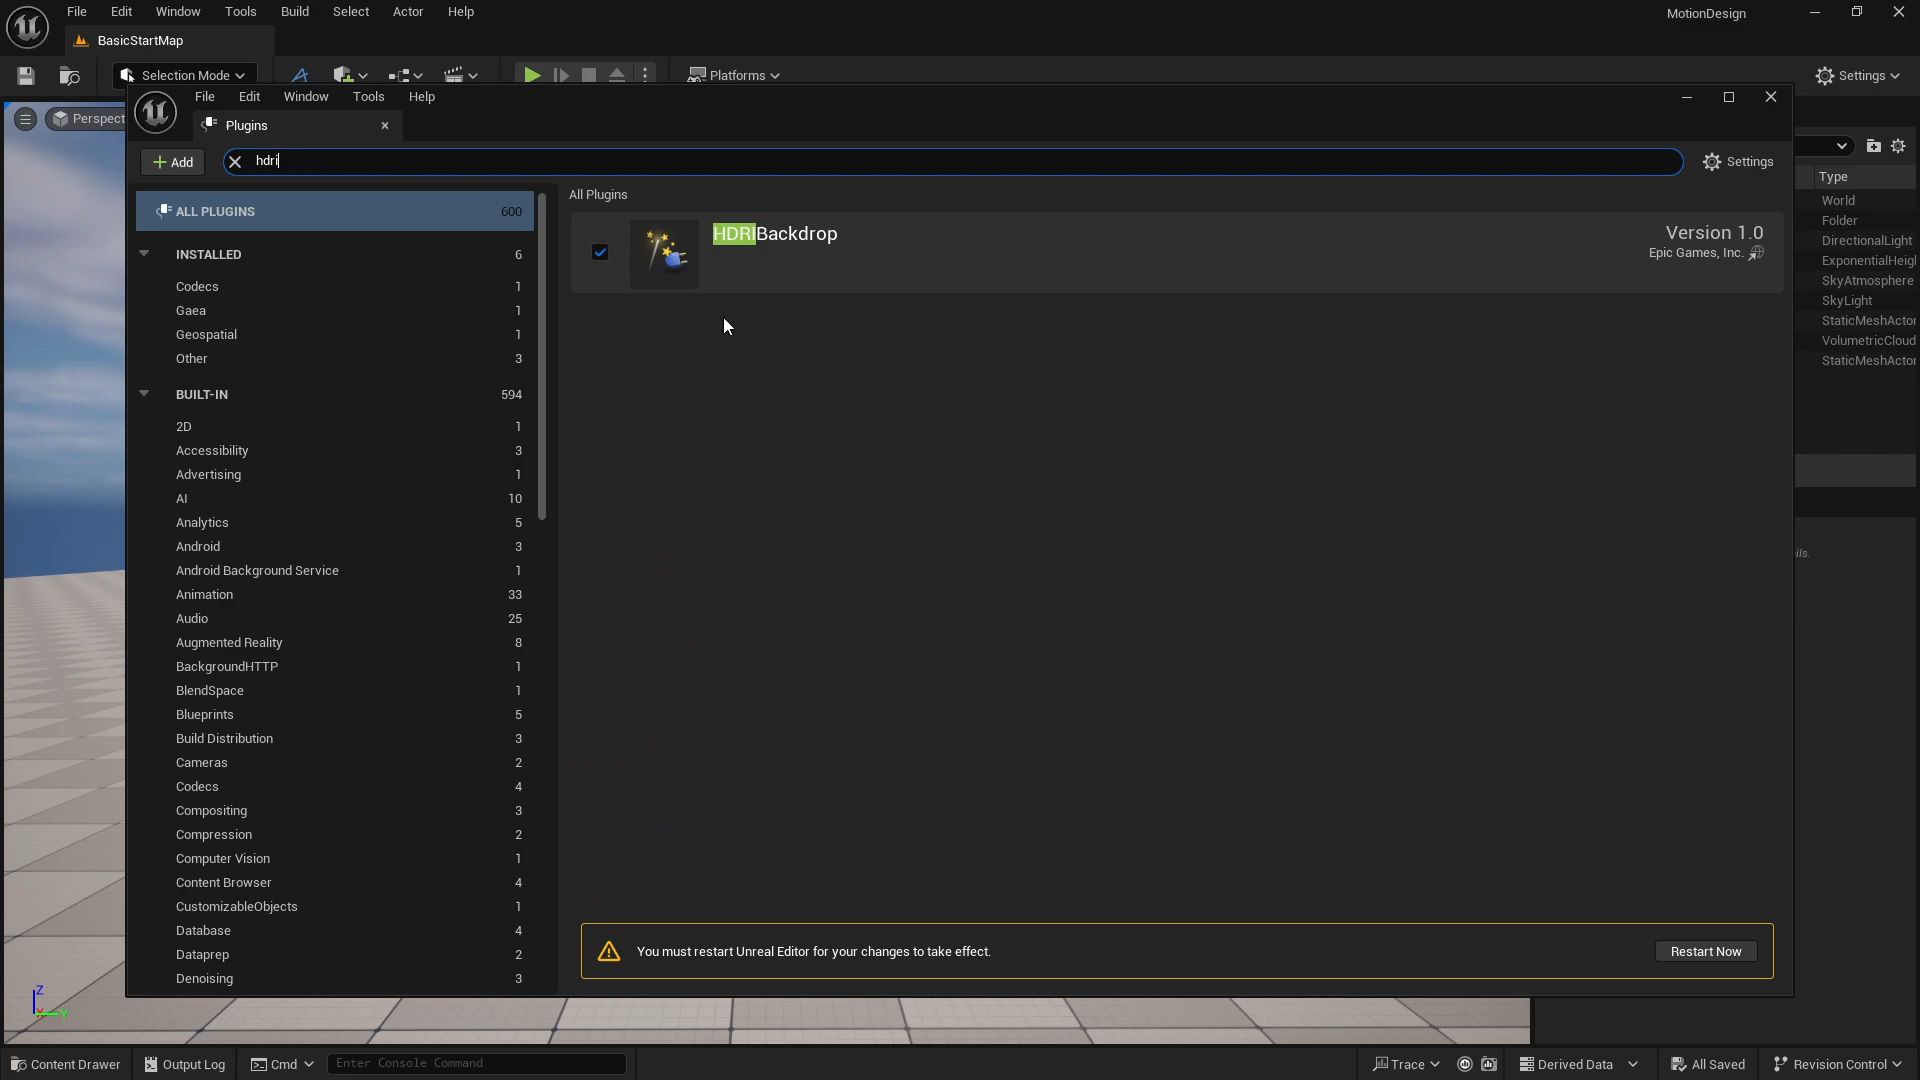 File Edit Window Tools Build Select Actor Help
MotionDesign
BasicStartMap
Selection Mode
Platforms
Settings
Perspect
File Edit Window Tools Help
Plugins
Add
hdri
Settings
ALL PLUGINS 600
INSTALLED 6
Codecs 1
Gaea 1
Geospatial 1
Other 3
BUILT-IN 594
2D 1
Accessibility 3
Advertising 1
AI 10
Analytics 5
Android 3
Android Background Service 1
Animation 33
Audio 25
Augmented Reality 8
BackgroundHTTP 1
BlendSpace 1
Blueprints 5
Build Distribution 3
Cameras 2
Codecs 4
Compositing 3
Compression 2
Computer Vision 1
Content Browser 4
CustomizableObjects 1
Database 4
Dataprep 2
Denoising 3
All Plugins
HDRIBackdrop
Version 1.0
Epic Games, Inc.
You must restart Unreal Editor for your changes to take effect.
Restart Now
Type
World
Folder
DirectionalLight
ExponentialHeigl
SkyAtmosphere
SkyLight
StaticMeshActor
VolumetricCloud
StaticMeshActor
ils.
Z
X Y
Content Drawer
Output Log
Cmd
Enter Console Command
Trace
Derived Data
All Saved
Revision Control